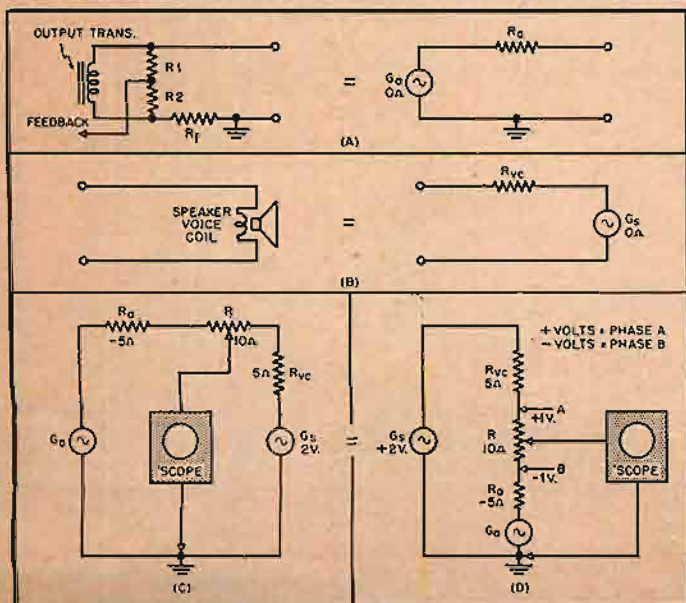 OUTPUT TRANS.
R1
R2
FEEDBACK
Rf
=
Ra
Ga
0Ω
(A)
SPEAKER
VOICE
COIL
=
Rvc
Gs
0Ω
(B)
Ra
-5Ω
R
10Ω
5Ω
Rvc
Ga
'SCOPE
Gs
2V.
(C)
=
+VOLTS = PHASE A
-VOLTS = PHASE B
Rvc
5Ω
A
+1V.
Gs
+2V.
R
10Ω
B
-1V.
Ra
-5Ω
Ga
'SCOPE
(D)